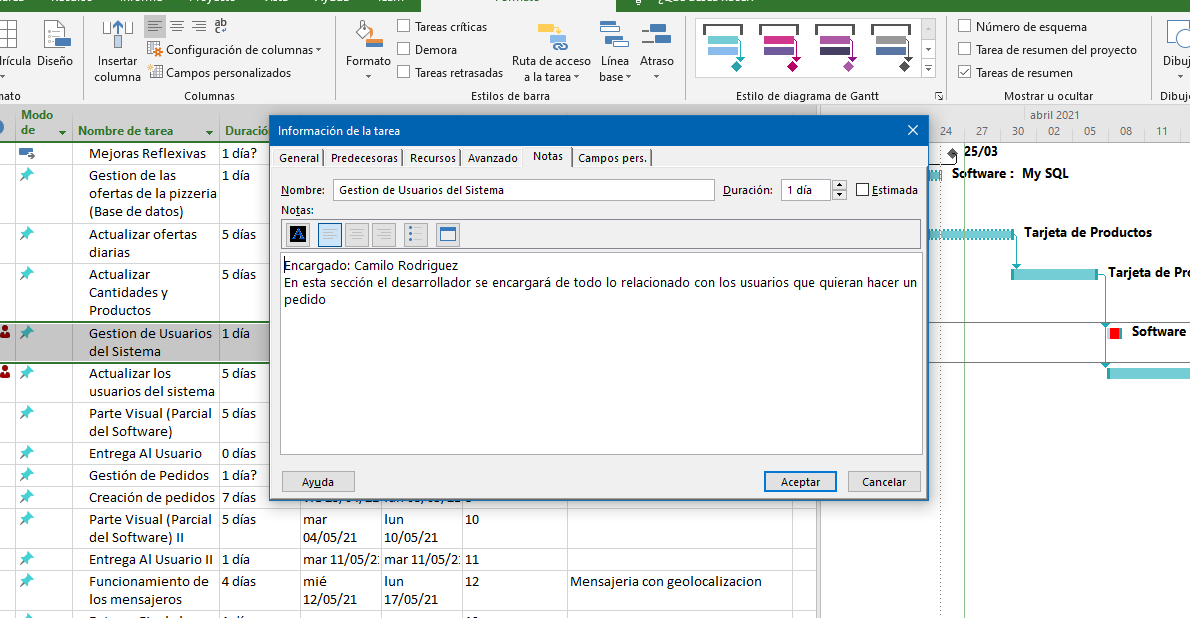 Formato
Insertar
columna
Configuración de columnas
Campos personalizados
Columnas
Diseño
Formato
Tareas críticas
Demora
Tareas retrasadas
Ruta de acceso
a la tarea
Línea
base
Atraso
Estilos de barra
Estilo de diagrama de Gantt
Número de esquema
Tarea de resumen del proyecto
Tareas de resumen
Mostrar u ocultar
Modo
de
Nombre de tarea
Duració
abril 2021
24 27 30 02 05 08 11
Mejoras Reflexivas 1 día?
Gestion de las
ofertas de la pizzeria
(Base de datos)
1 día
Actualizar ofertas
diarias
5 días
Actualizar
Cantidades y
Productos
5 días
Gestion de Usuarios
del Sistema
1 día
Actualizar los
usuarios del sistema
5 días
Parte Visual (Parcial
del Software)
5 días
Entrega Al Usuario 0 días
Gestión de Pedidos 1 día?
Creación de pedidos 7 días
Parte Visual (Parcial
del Software) II
5 días
mar
04/05/21
lun
10/05/21
10
Entrega Al Usuario II 1 día mar 11/05/2 mar 11/05/2 11
Funcionamiento de
los mensajeros
4 días
mié
12/05/21
lun
17/05/21
12
Mensajeria con geolocalizacion
Información de la tarea
General Predecesoras Recursos Avanzado Notas Campos pers.
Nombre: Gestion de Usuarios del Sistema Duración: 1 día Estimada
Notas:
Encargado: Camilo Rodriguez
En esta sección el desarrollador se encargará de todo lo relacionado con los usuarios que quieran hacer un
pedido
Ayuda Aceptar Cancelar
25/03
Software : My SQL
Tarjeta de Productos
Tarjeta de Pro
Software